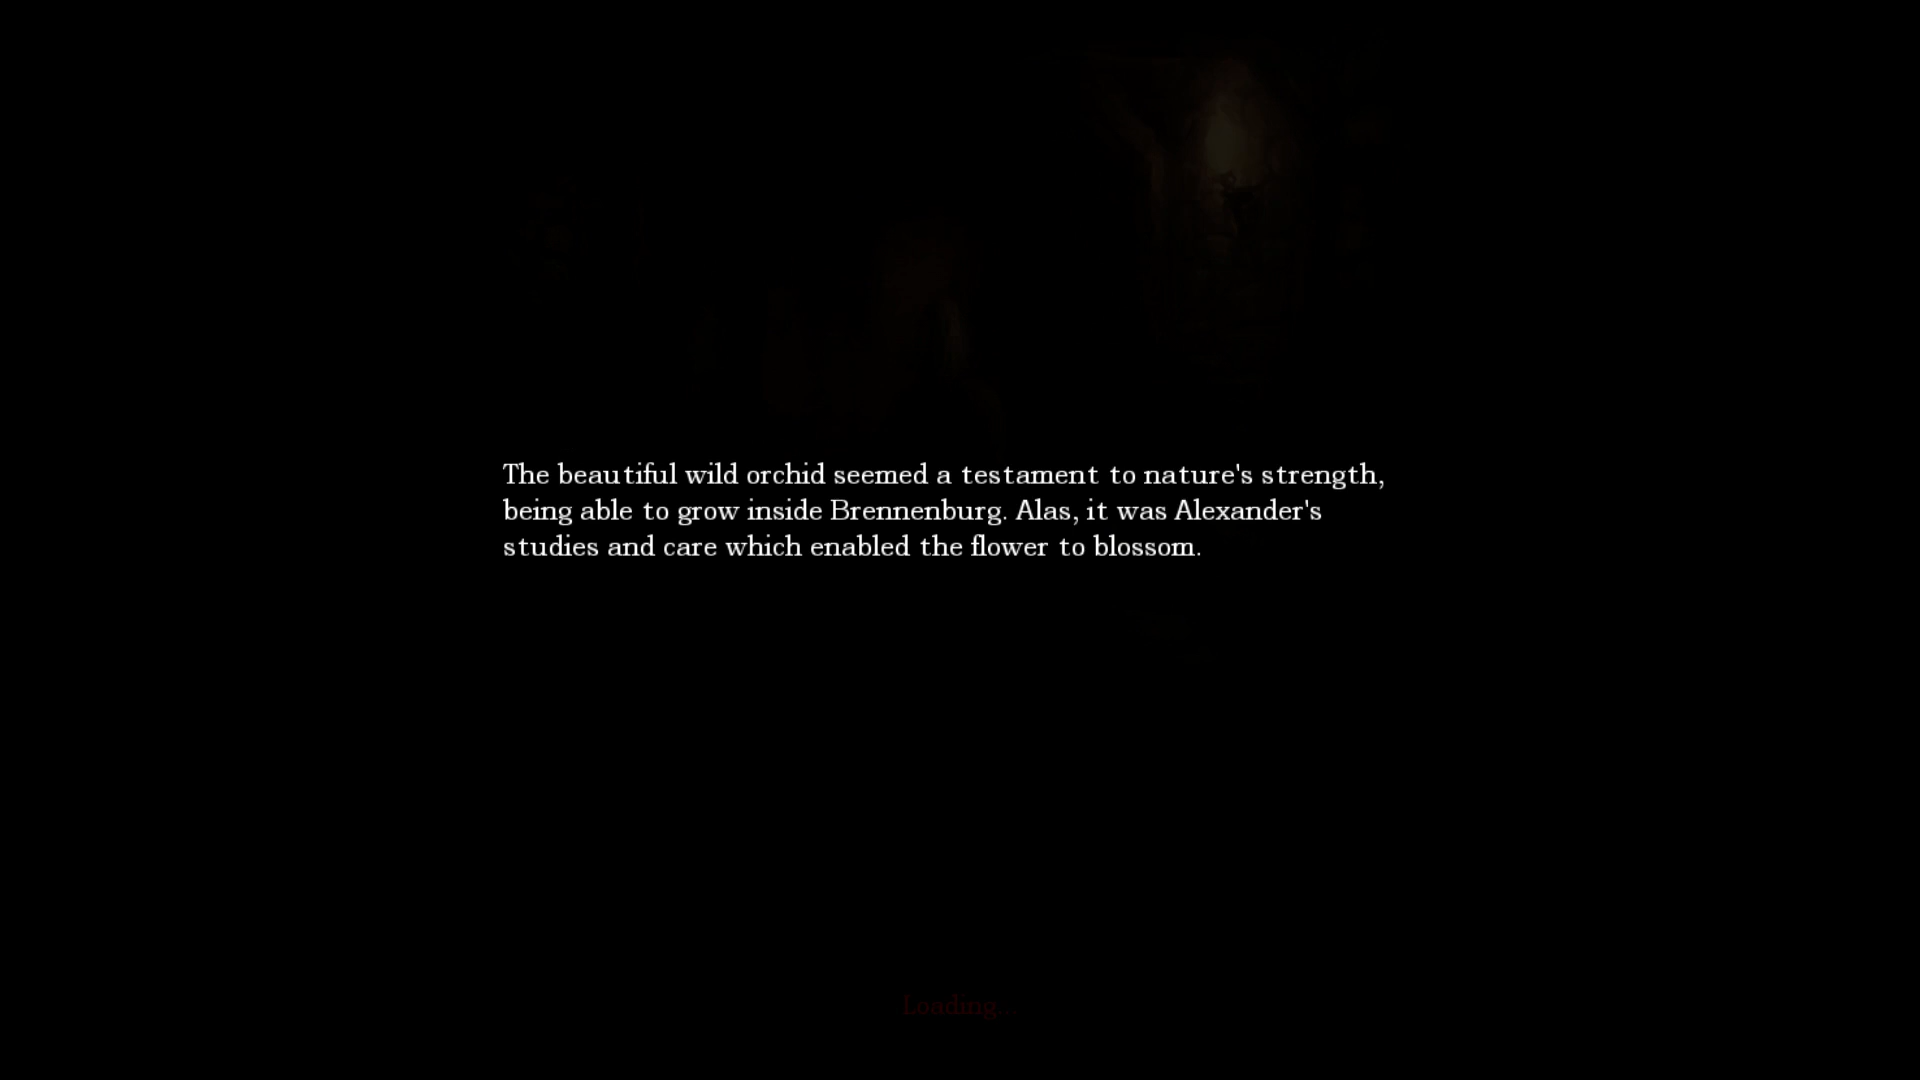 The beautiful wild orchid seemed a testament to nature's strength,
being able to grow inside Brennenburg. Alas, it was Alexander's
studies and care which enabled the flower to blossom.
Loading...